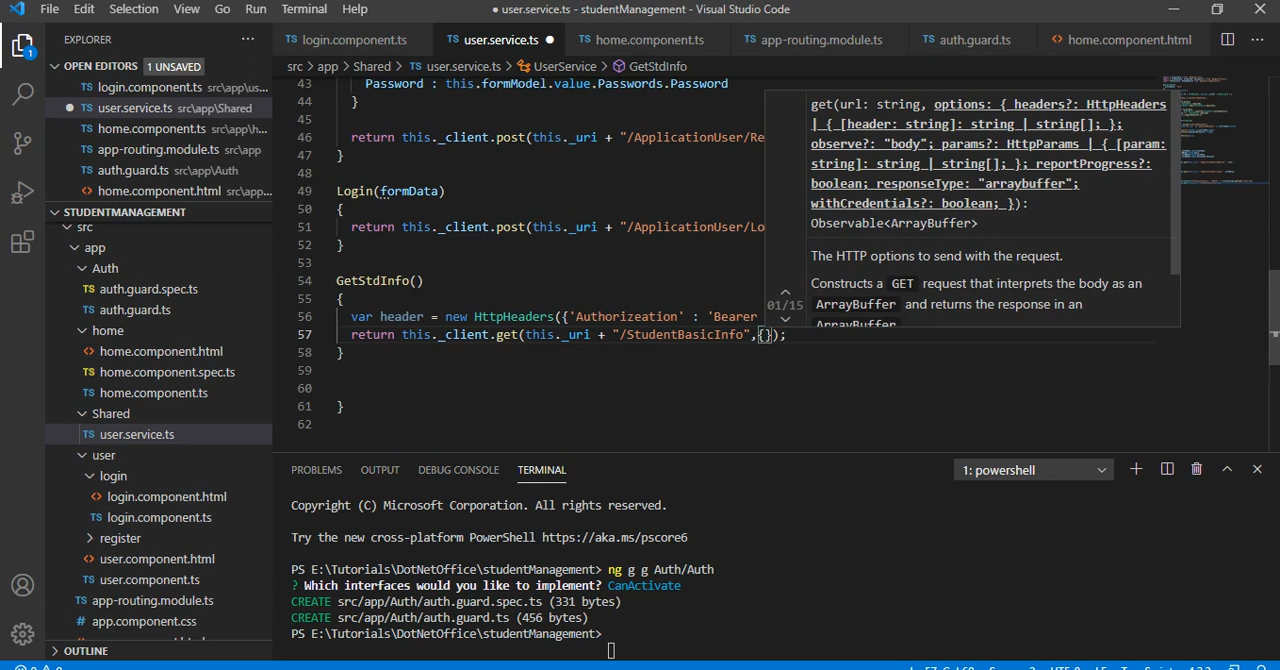 File Edit Selection View Go Run Terminal Help
● user.service.ts - studentManagement - Visual Studio Code
EXPLORER
TS login.component.ts
TS user.service.ts ●
TS home.component.ts
TS app-routing.module.ts
TS auth.guard.ts
<> home.component.html
1
OPEN EDITORS 1 UNSAVED
TS login.component.ts src\app\us...
● TS user.service.ts src\app\Shared
TS home.component.ts src\app\h...
TS app-routing.module.ts src\app
TS auth.guard.ts src\app\Auth
<> home.component.html src\app...
STUDENTMANAGEMENT
src
app
Auth
TS auth.guard.spec.ts
TS auth.guard.ts
home
<> home.component.html
TS home.component.spec.ts
TS home.component.ts
Shared
TS user.service.ts
user
login
<> login.component.html
TS login.component.ts
register
<> user.component.html
TS user.component.ts
TS app-routing.module.ts
# app.component.css
OUTLINE
src > app > Shared > TS user.service.ts > UserService > GetStdInfo
43 Password : this.formModel.value.Passwords.Password
44 }
45
46 return this._client.post(this._uri + "/ApplicationUser/Re
47 }
48
49 Login(formData)
50 {
51 return this._client.post(this._uri + "/ApplicationUser/Lo
52 }
53
54 GetStdInfo()
55 {
56 var header = new HttpHeaders({'Authorizeation' : 'Bearer
57 return this._client.get(this._uri + "/StudentBasicInfo",{});
58 }
59
60
61 }
62
get(url: string, options: { headers?: HttpHeaders
| { [header: string]: string | string[]; };
observe?: "body"; params?: HttpParams | { [param:
string]: string | string[]; }; reportProgress?:
boolean; responseType: "arraybuffer";
withCredentials?: boolean; }):
Observable<ArrayBuffer>
The HTTP options to send with the request.
Constructs a GET request that interprets the body as an
ArrayBuffer and returns the response in an
ArrayBuffer
01/15
PROBLEMS OUTPUT DEBUG CONSOLE TERMINAL
1: powershell
Copyright (C) Microsoft Corporation. All rights reserved.
Try the new cross-platform PowerShell https://aka.ms/pscore6
PS E:\Tutorials\DotNetOffice\studentManagement> ng g g Auth/Auth
? Which interfaces would you like to implement? CanActivate
CREATE src/app/Auth/auth.guard.spec.ts (331 bytes)
CREATE src/app/Auth/auth.guard.ts (456 bytes)
PS E:\Tutorials\DotNetOffice\studentManagement>